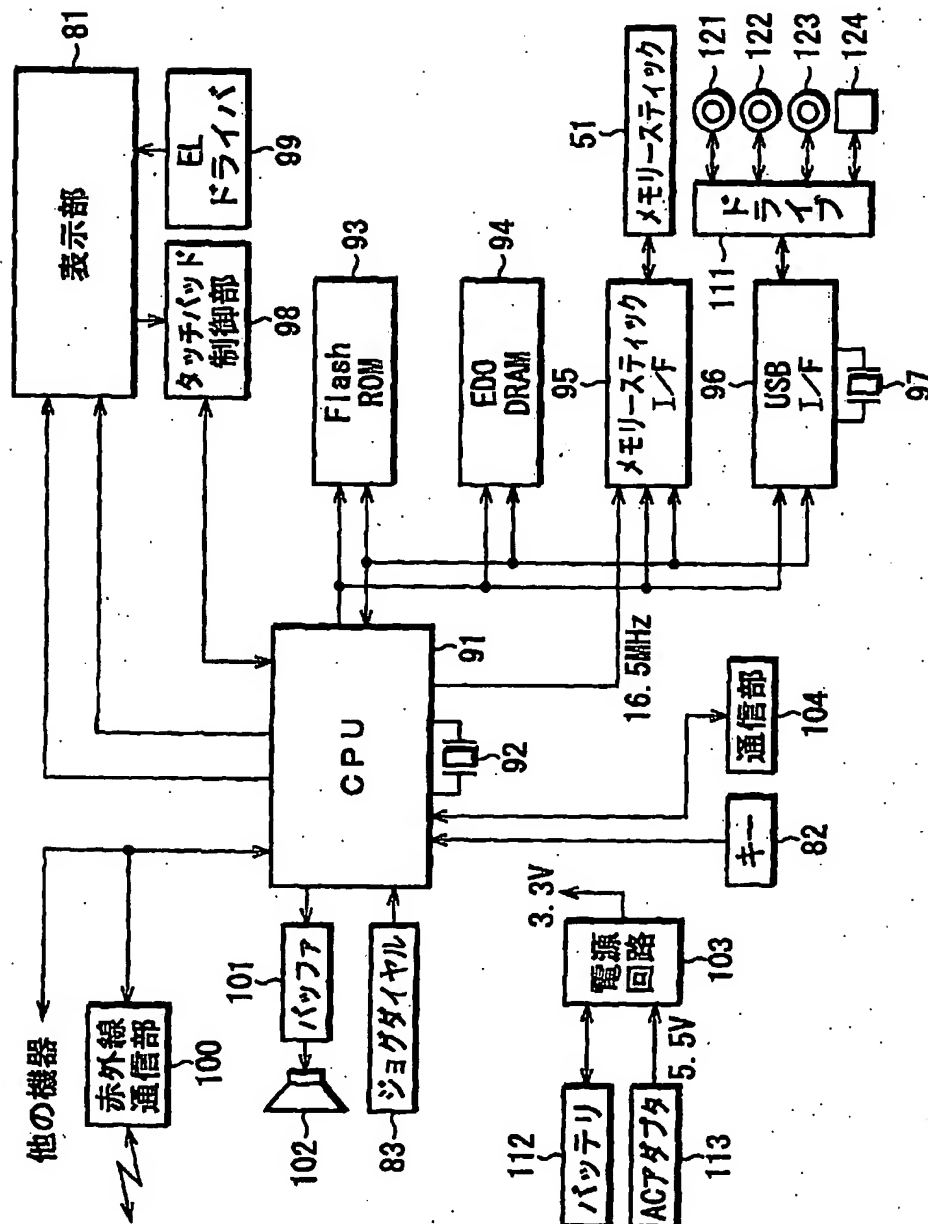 他の機器
赤外線
通信部
100
102
101
バッファ
83
ジョグダイヤル
81
表示部
タッチパッド
制御部
98
EL
ドライバ
99
CPU
91
92
93
Flash
ROM
94
EDO
DRAM
112
バッテリ
ACアダプタ
113
5. 5V
電源
回路
103
3. 3V
キー
82
通信部
104
16. 5MHz
95
メモリースティック
I/F
51
メモリースティック
96
USB
I/F
97
111
ドライブ
121
122
123
124